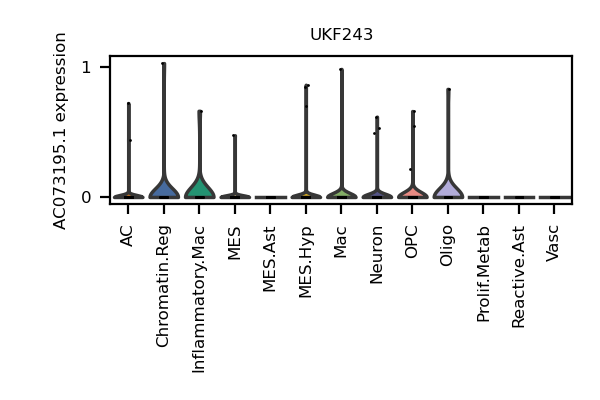 UKF243
AC073195.1 expression
1
0
AC
Chromatin.Reg
Inflammatory.Mac
MES
MES.Ast
MES.Hyp
Mac
Neuron
OPC
Oligo
Prolif.Metab
Reactive.Ast
Vasc